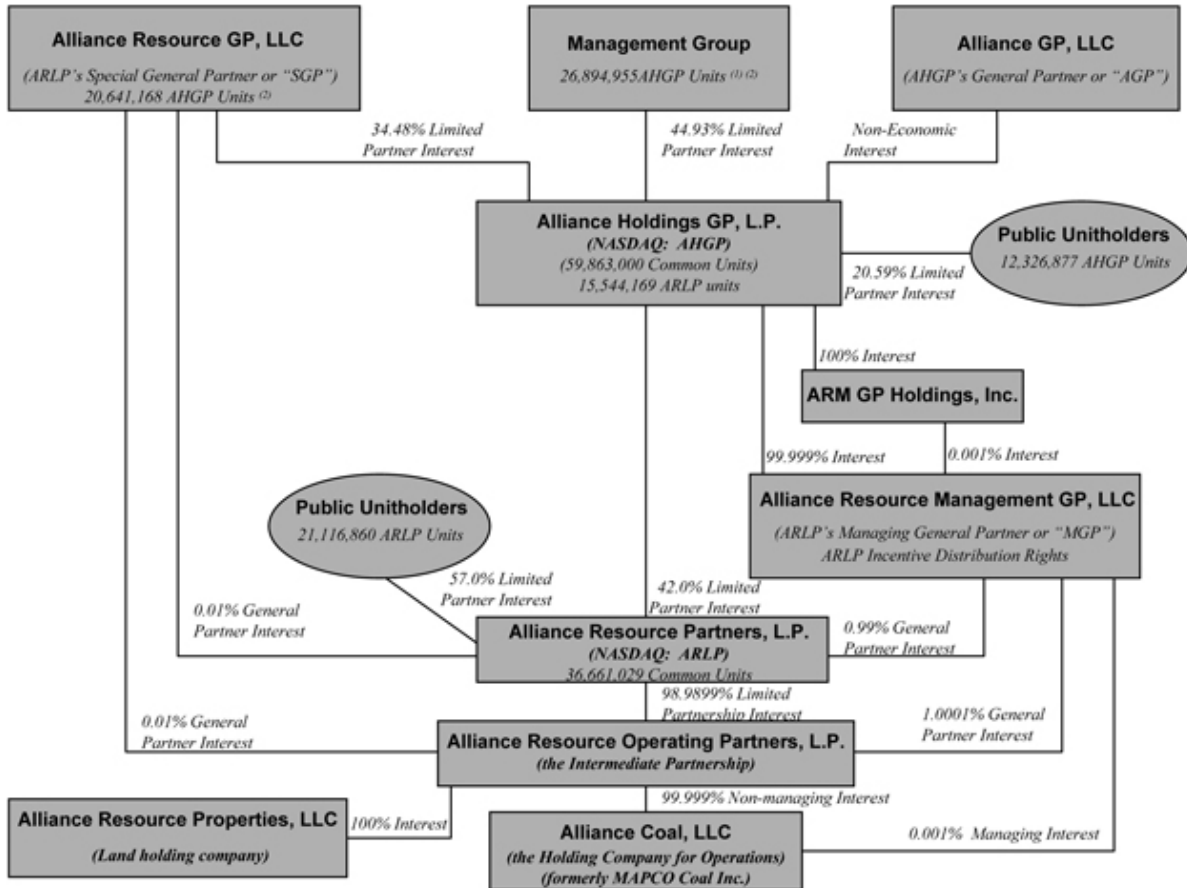 Alliance Resource GP, LLC
(ARLP's Special General Partner or “SGP”)
20,641,168 AHGP Units (2)
Management Group
26,894,955AHGP Units (1) (2)
Alliance GP, LLC
(AHGP's General Partner or “AGP”)
34.48% Limited
Partner Interest
44.93% Limited
Partner Interest
Non-Economic
Interest
Alliance Holdings GP, L.P.
(NASDAQ: AHGP)
(59,863,000 Common Units)
15,544,169 ARLP units
Public Unitholders
12,326,877 AHGP Units
20.59% Limited
Partner Interest
100% Interest
ARM GP Holdings, Inc.
99.999% Interest
0.001% Interest
Alliance Resource Management GP, LLC
(ARLP's Managing General Partner or “MGP”)
ARLP Incentive Distribution Rights
Public Unitholders
21,116,860 ARLP Units
57.0% Limited
Partner Interest
42.0% Limited
Partner Interest
0.01% General
Partner Interest
Alliance Resource Partners, L.P.
(NASDAQ: ARLP)
36,661,029 Common Units
0.99% General
Partner Interest
98.9899% Limited
Partnership Interest
0.01% General
Partner Interest
1.0001% General
Partner Interest
Alliance Resource Operating Partners, L.P.
(the Intermediate Partnership)
99.999% Non-managing Interest
Alliance Resource Properties, LLC
(Land holding company)
100% Interest
Alliance Coal, LLC
(the Holding Company for Operations)
(formerly MAPCO Coal Inc.)
0.001% Managing Interest